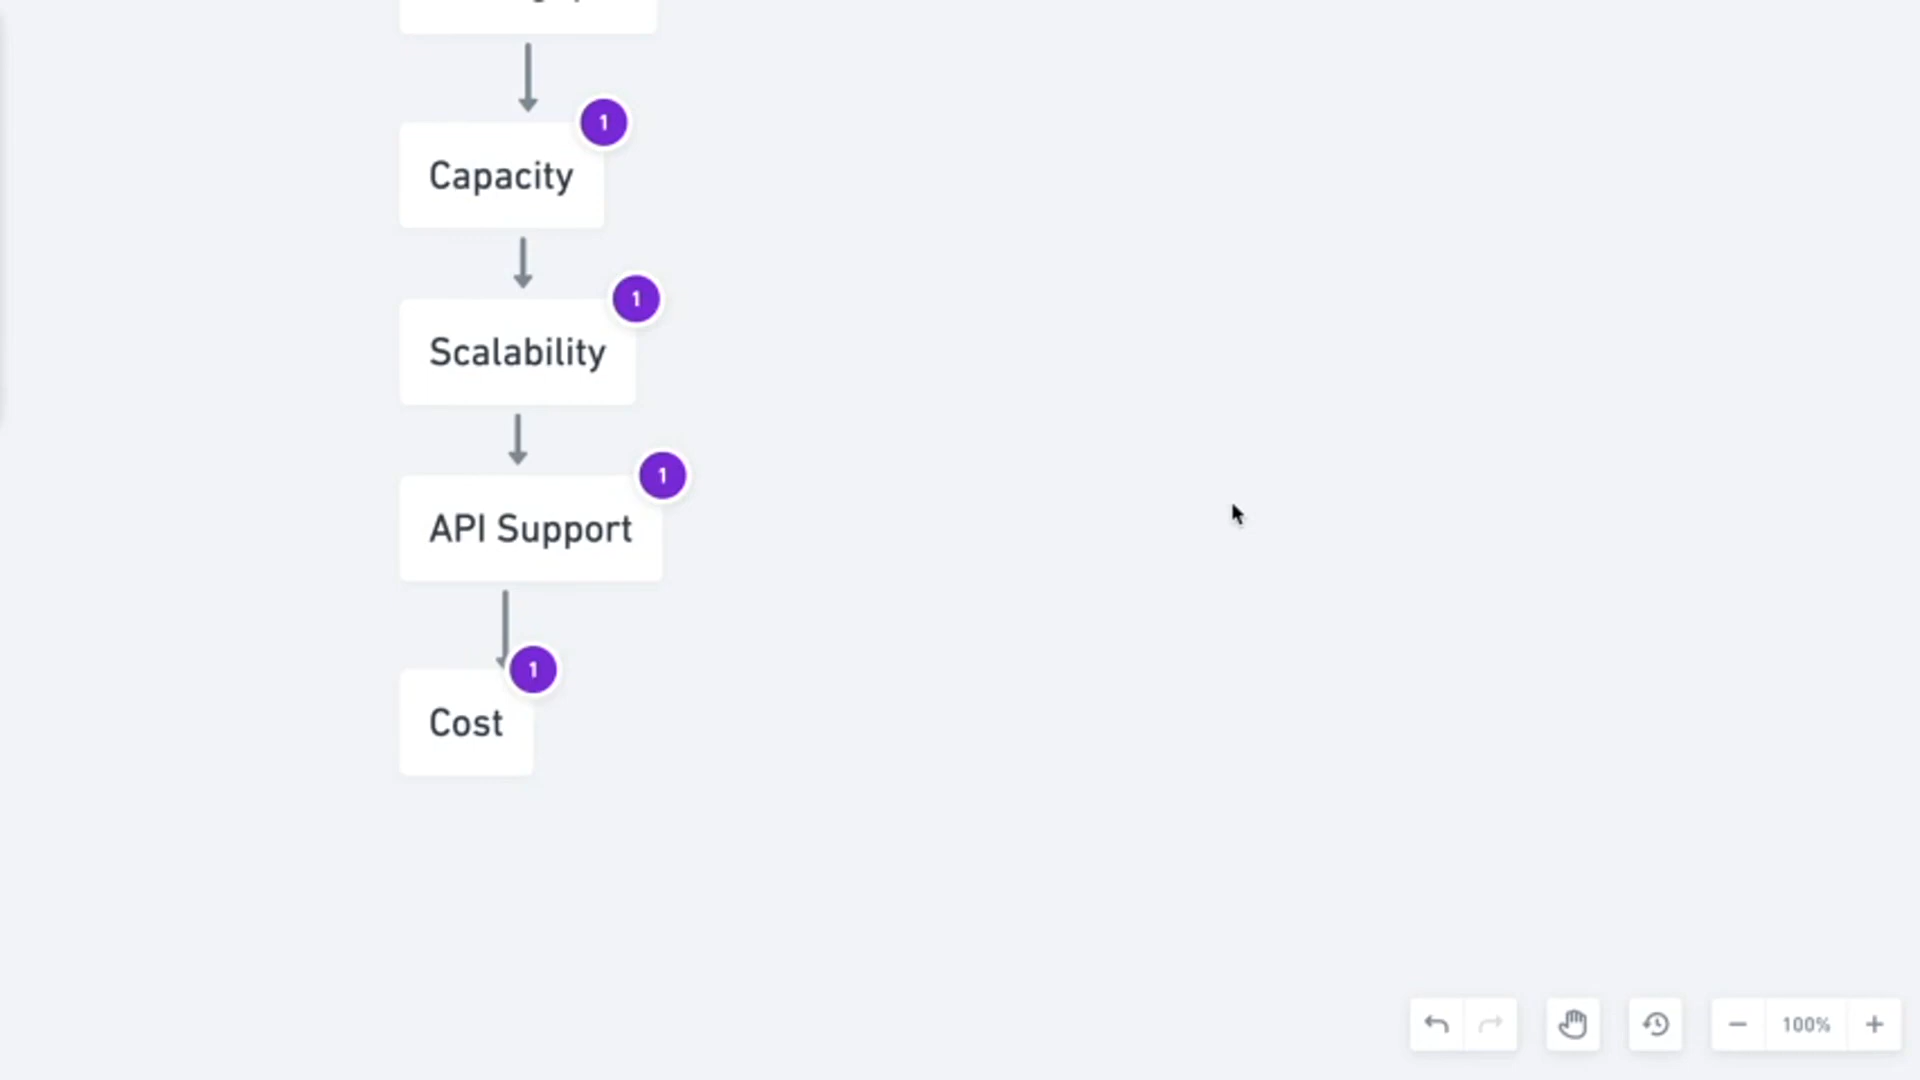 1
Capacity
1
Scalability
1
API Support
1
Cost
100%